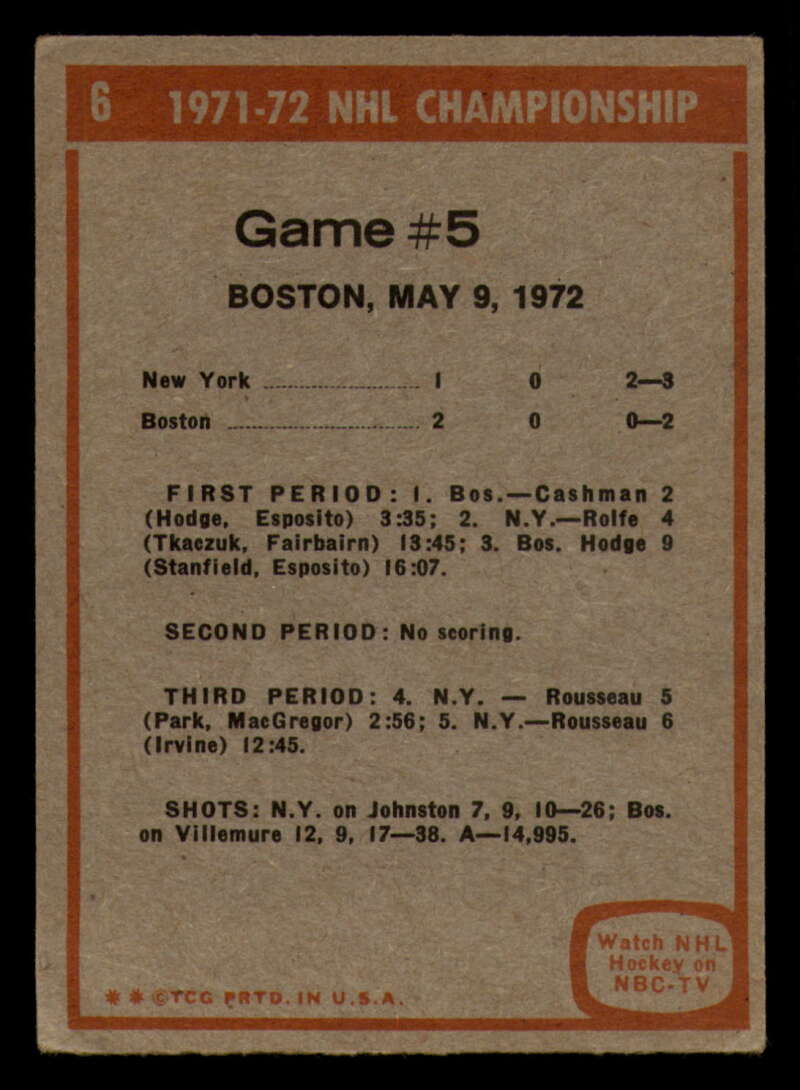 6 1971-72 NHL CHAMPIONSHIP
Game #5
BOSTON, MAY 9, 1972
New York ........................ 1 0 2—3
Boston ............................. 2 0 0—2
FIRST PERIOD: 1. Bos.—Cashman 2
(Hodge, Esposito) 3:35; 2. N.Y.—Rolfe 4
(Tkaczuk, Fairbairn) 13:45; 3. Bos. Hodge 9
(Stanfield, Esposito) 16:07.
SECOND PERIOD: No scoring.
THIRD PERIOD: 4. N.Y. — Rousseau 5
(Park, MacGregor) 2:56; 5. N.Y.—Rousseau 6
(Irvine) 12:45.
SHOTS: N.Y. on Johnston 7, 9, 10—26; Bos.
on Villemure 12, 9, 17—38. A—14,995.
Watch NHL
Hockey on
NBC-TV
* * ©TCG PRTD. IN U.S.A.